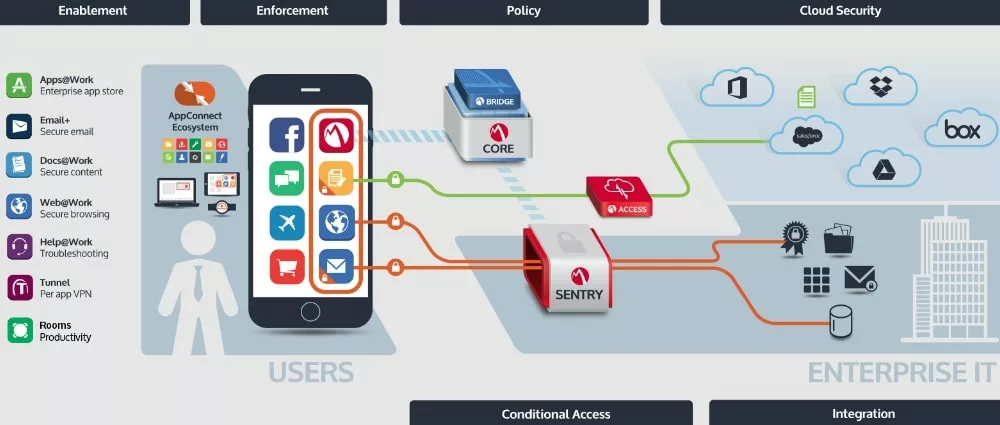 Enablement
Enforcement
Policy
Cloud Security
Apps@Work
Enterprise app store
Email+
Secure email
Docs@Work
Secure content
Web@Work
Secure browsing
Help@Work
Troubleshooting
Tunnel
Per app VPN
Rooms
Productivity
AppConnect
Ecosystem
BRIDGE
CORE
ACCESS
SENTRY
salesforce
box
USERS
ENTERPRISE IT
Conditional Access
Integration